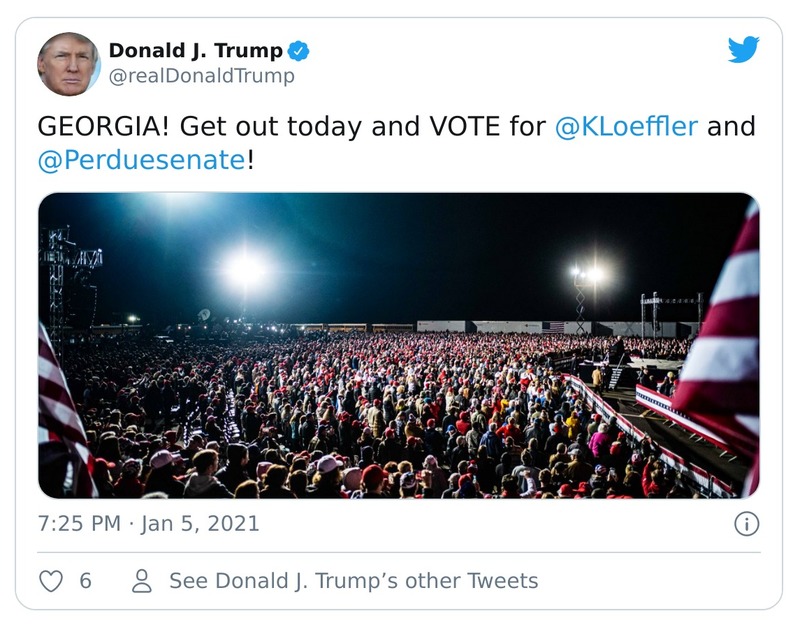 Donald J. Trump
@realDonaldTrump
GEORGIA! Get out today and VOTE for @KLoeffler and
@Perduesenate!
7:25 PM · Jan 5, 2021
6
See Donald J. Trump’s other Tweets